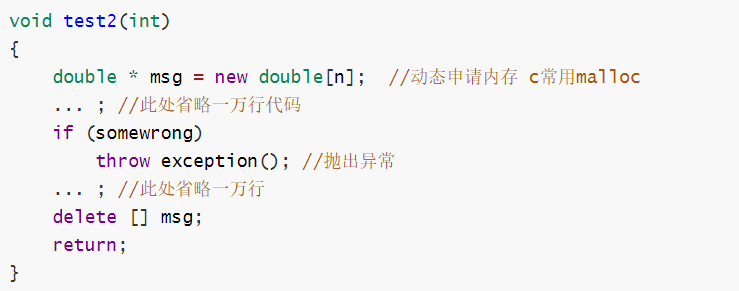 void test2(int)
{
    double * msg = new double[n];  //动态申请内存 c常用malloc
    ... ; //此处省略一万行代码
    if (somewrong)
        throw exception(); //抛出异常
    ... ; //此处省略一万行
    delete [] msg;
    return;
}